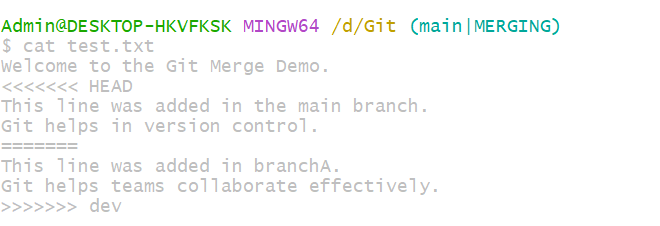 Admin@DESKTOP-HKVFKSK MINGW64 /d/Git (main|MERGING)
$ cat test.txt
Welcome to the Git Merge Demo.
<<<<<<< HEAD
This line was added in the main branch.
Git helps in version control.
=======
This line was added in branchA.
Git helps teams collaborate effectively.
>>>>>>> dev